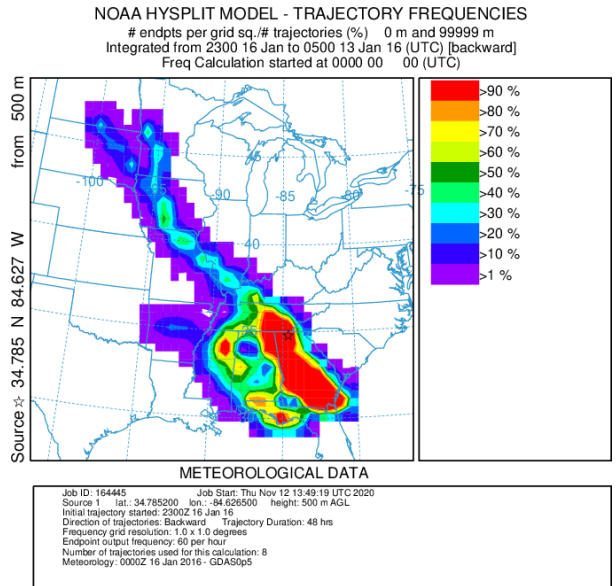 NOAA HYSPLIT MODEL - TRAJECTORY FREQUENCIES
# endpts per grid sq./# trajectories (%) 0 m and 99999 m
Integrated from 2300 16 Jan to 0500 13 Jan 16 (UTC) [backward]
Freq Calculation started at 0000 00 00 (UTC)
Source ☆ 34.785 N 84.627 W from 500 m
>90 %
>80 %
>70 %
>60 %
>50 %
>40 %
>30 %
>20 %
>10 %
>1 %
45
-100
-95
-90
-85
-80
-75
40
35
30
METEOROLOGICAL DATA
Job ID: 164445 Job Start: Thu Nov 12 13:49:19 UTC 2020
Source 1 lat.: 34.785200 lon.: -84.626500 height: 500 m AGL
Initial trajectory started: 2300Z 16 Jan 16
Direction of trajectories: Backward Trajectory Duration: 48 hrs
Frequency grid resolution: 1.0 x 1.0 degrees
Endpoint output frequency: 60 per hour
Number of trajectories used for this calculation: 8
Meteorology: 0000Z 16 Jan 2016 - GDAS0p5